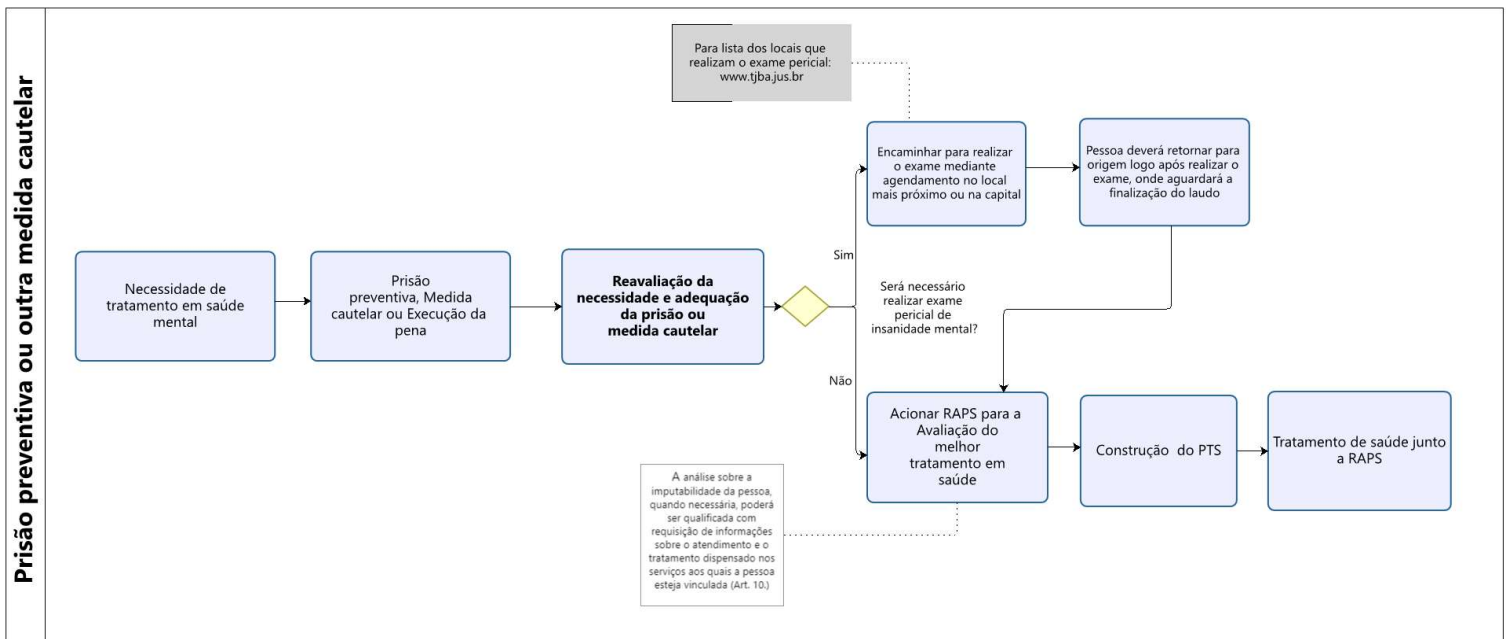 Prisão preventiva ou outra medida cautelar
Para lista dos locais que
realizam o exame pericial:
www.tjba.jus.br
Encaminhar para realizar
o exame mediante
agendamento no local
mais próximo ou na capital
Pessoa deverá retornar para
origem logo após realizar o
exame, onde aguardará a
finalização do laudo
Necessidade de
tratamento em saúde
mental
Prisão
preventiva, Medida
cautelar ou Execução da
pena
Reavaliação da
necessidade e adequação
da prisão ou
medida cautelar
Sim
Será necessário
realizar exame
pericial de
insanidade mental?
Não
Acionar RAPS para a
Avaliação do
melhor
tratamento em
saúde
Construção do PTS
Tratamento de saúde junto
a RAPS
A análise sobre a
imputabilidade da pessoa,
quando necessária, poderá
ser qualificada com
requisição de informações
sobre o atendimento e o
tratamento dispensado nos
serviços aos quais a pessoa
esteja vinculada (Art. 10.)